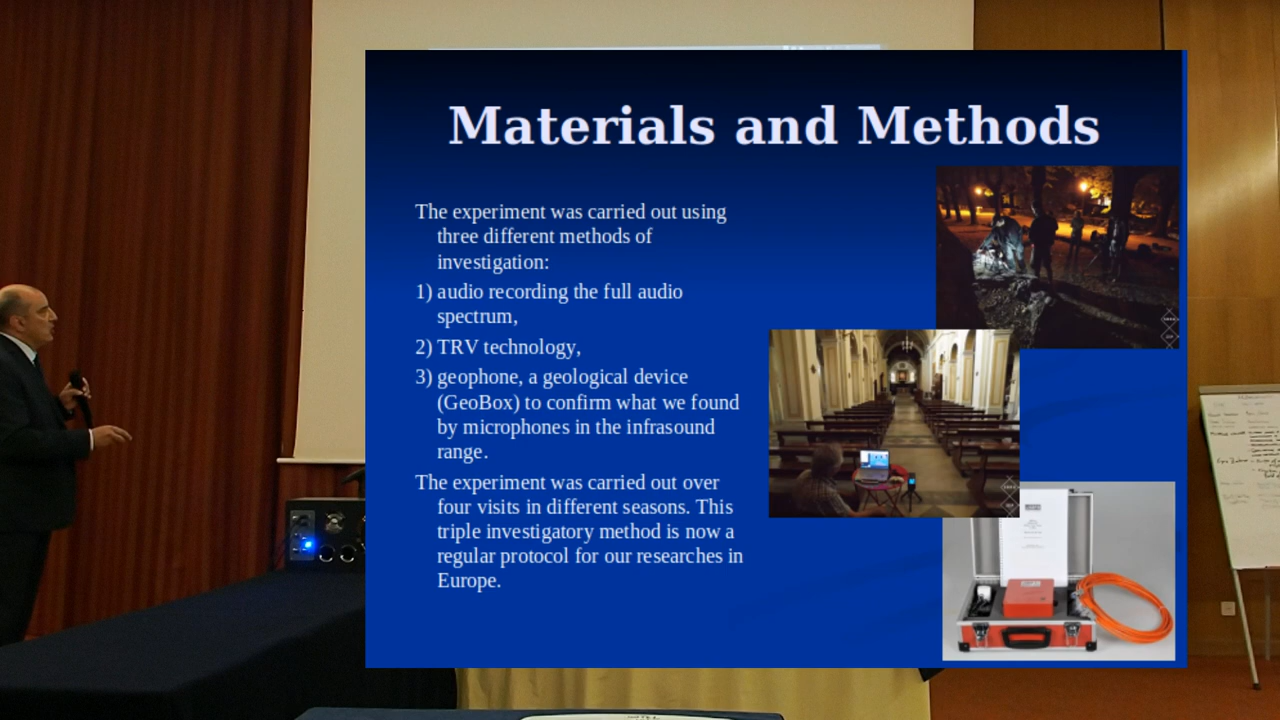 Materials and Methods
The experiment was carried out using
three different methods of
investigation:
1) audio recording the full audio
spectrum,
2) TRV technology,
3) geophone, a geological device
(GeoBox) to confirm what we found
by microphones in the infrasound
range.
The experiment was carried out over
four visits in different seasons. This
triple investigatory method is now a
regular protocol for our researches in
Europe.